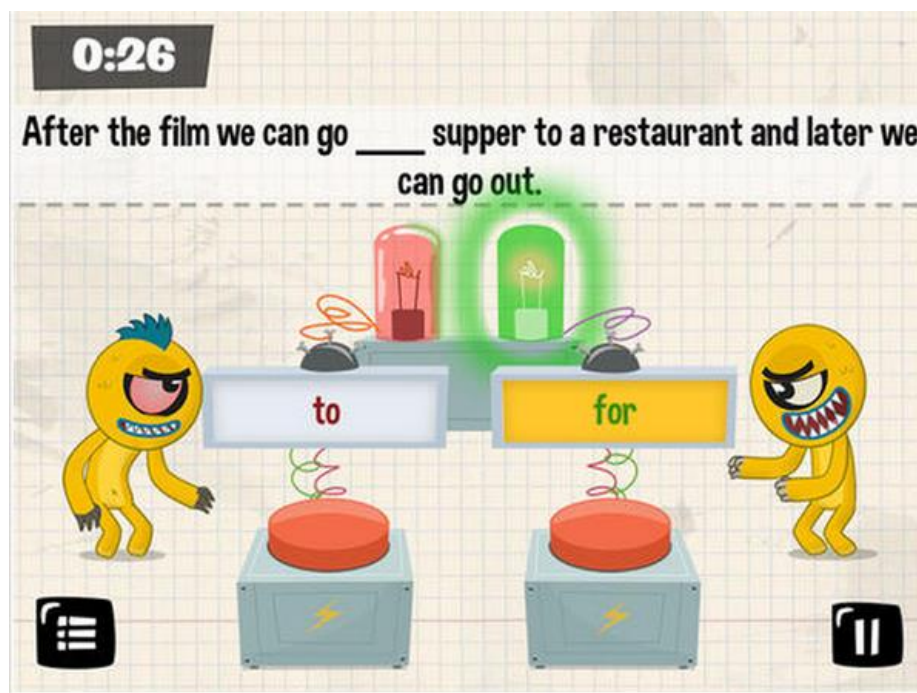 0:26
After the film we can go ____ supper to a restaurant and later we
can go out.
to
for